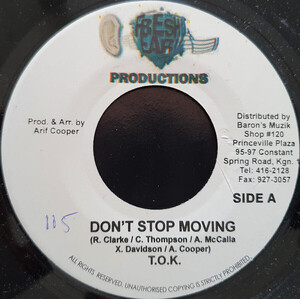 FRESH
EAR
PRODUCTIONS
Prod. & Arr. by
Arif Cooper
Distributed by
Baron's Muzik
Shop #120
Princeville Plaza
95-97 Constant
Spring Road, Kgn. 1
Tel: 416-2128
Fax: 927-3057
SIDE A
115
DON'T STOP MOVING
(R. Clarke / C. Thompson / A. McCalla
X. Davidson / A. Cooper)
T.O.K.
ALL RIGHTS RESERVED. UNAUTHORISED COPYING IS STRICTLY PROHIBITED